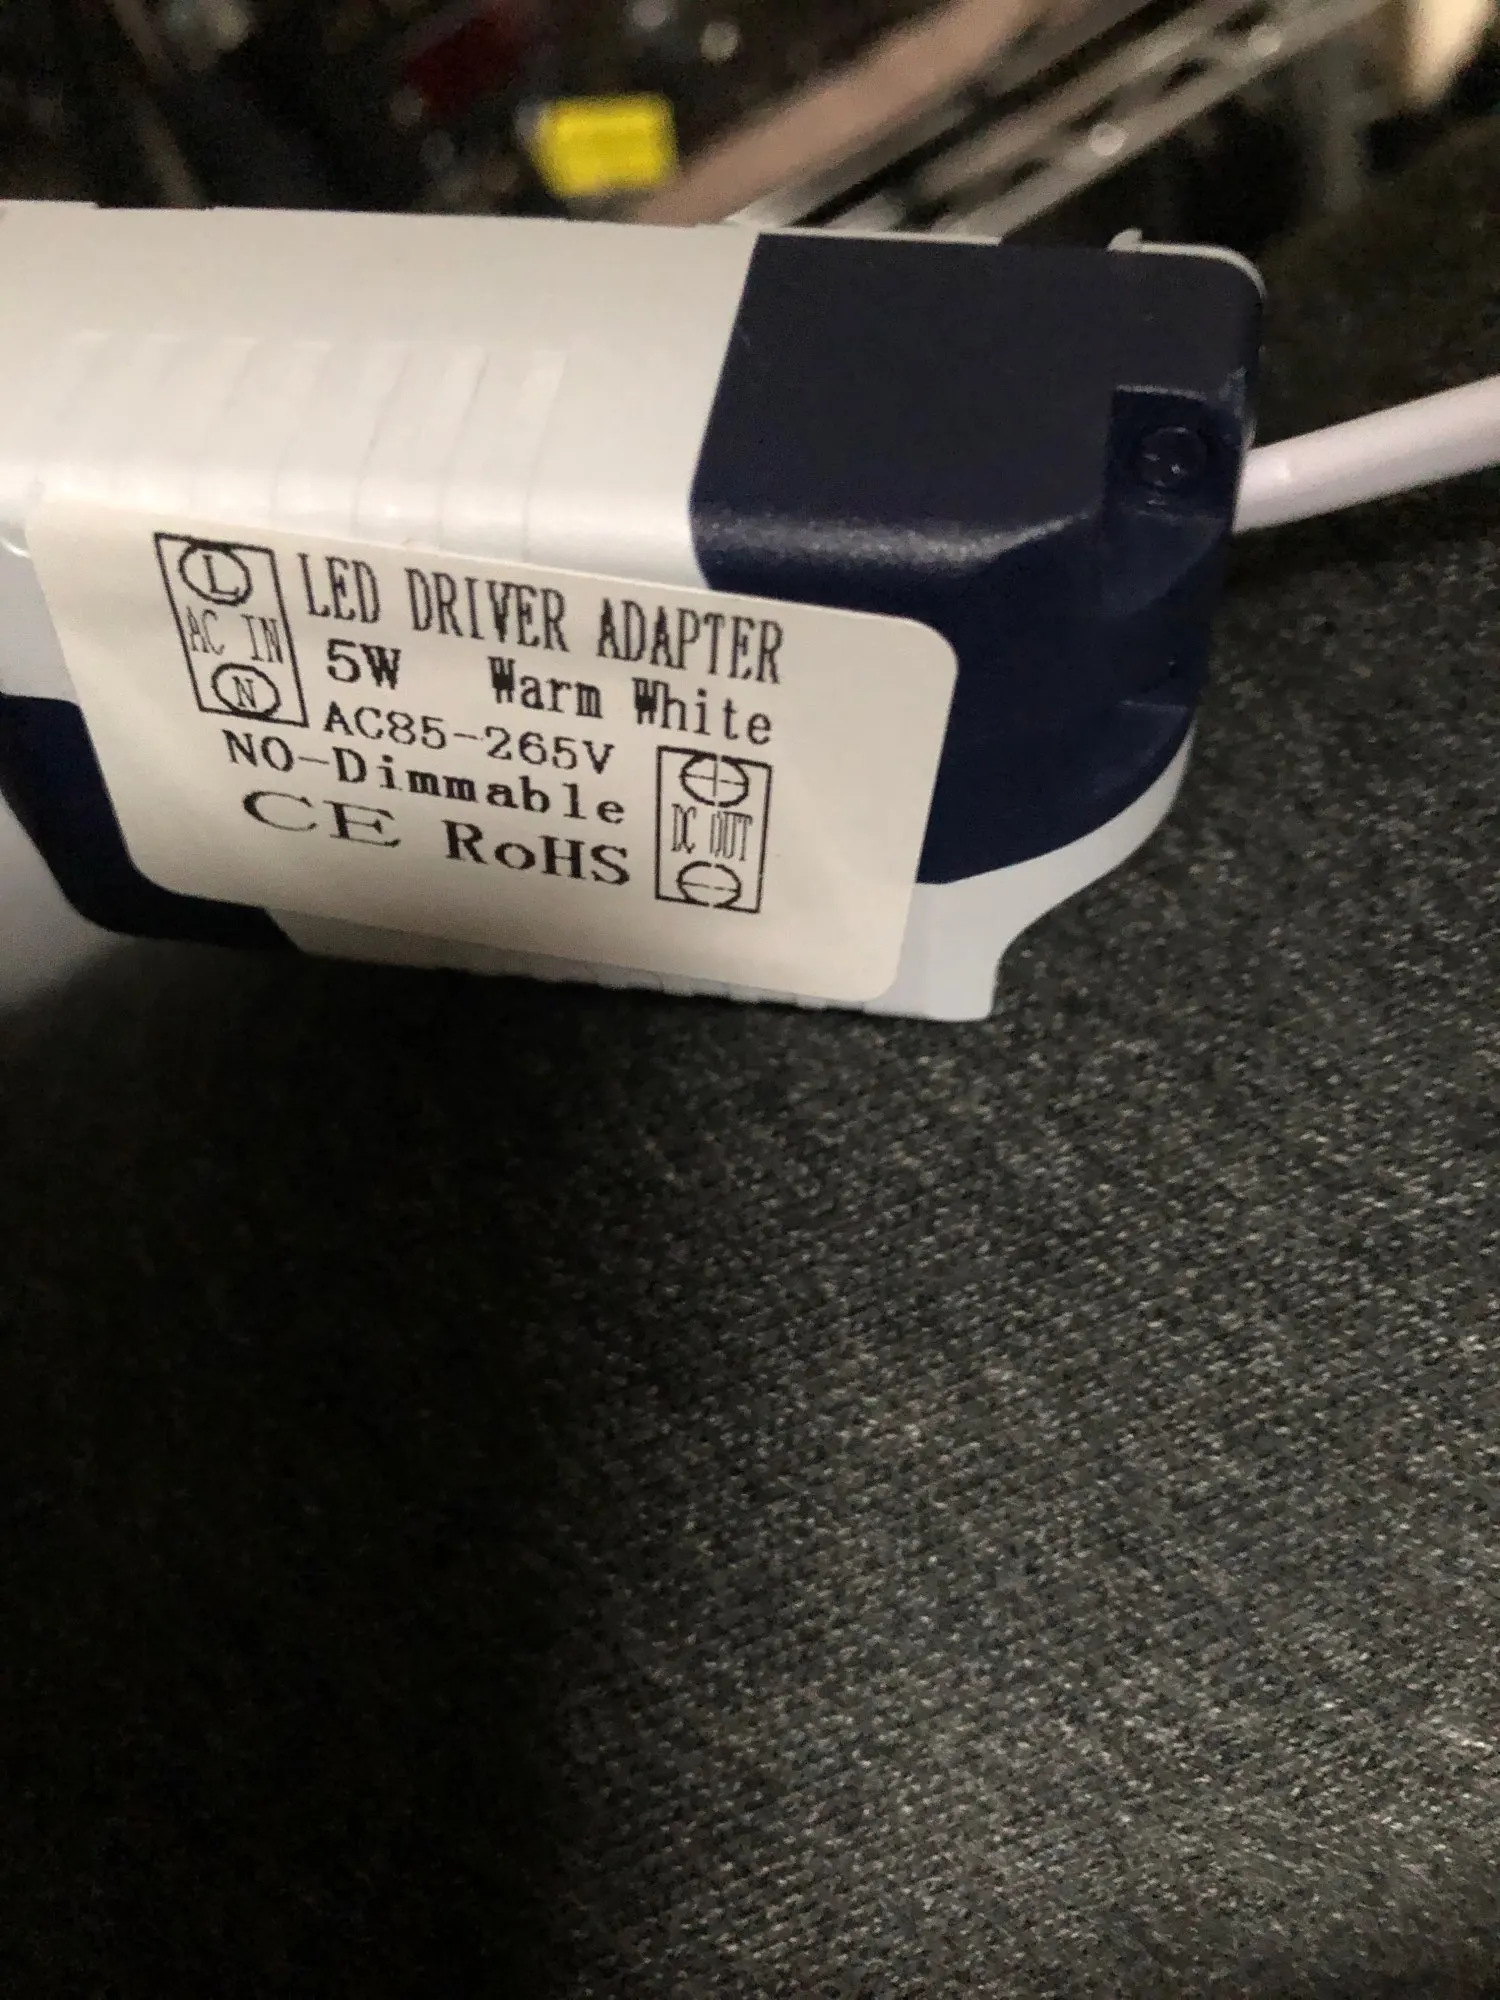 L
AC IN
N
LED DRIVER ADAPTER
5W Warm White
AC85-265V
NO-Dimmable
CE RoHS
+
DC OUT
-